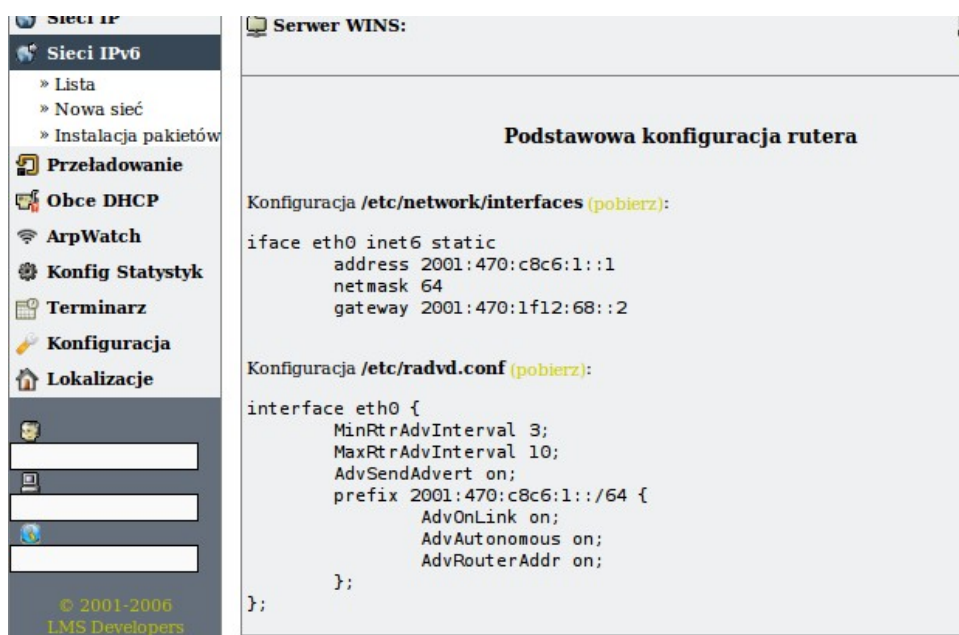 Sieci IP
Sieci IPv6
» Lista
» Nowa sieć
» Instalacja pakietów
Przeładowanie
Obce DHCP
ArpWatch
Konfig Statystyk
Terminarz
Konfiguracja
Lokalizacje
© 2001-2006
LMS Developers
Serwer WINS:
Podstawowa konfiguracja rutera
Konfiguracja /etc/network/interfaces (pobierz):
iface eth0 inet6 static
address 2001:470:c8c6:1::1
netmask 64
gateway 2001:470:1f12:68::2
Konfiguracja /etc/radvd.conf (pobierz):
interface eth0 {
MinRtrAdvInterval 3;
MaxRtrAdvInterval 10;
AdvSendAdvert on;
prefix 2001:470:c8c6:1::/64 {
AdvOnLink on;
AdvAutonomous on;
AdvRouterAddr on;
};
};